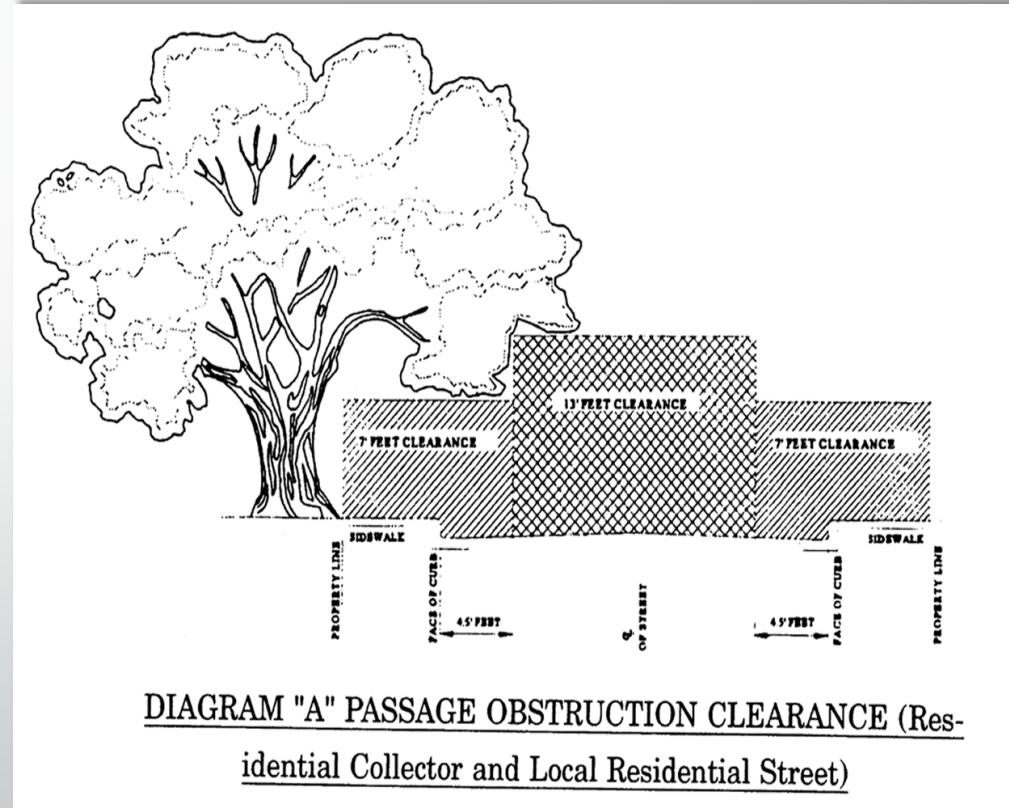 13' FEET CLEARANCE
7' FEET CLEARANCE
7' FEET CLEARANCE
SIDEWALK
SIDEWALK
PROPERTY LINE
FACE OF CURB
4.5' FEET
℄
OF STREET
4.5' FEET
FACE OF CURB
PROPERTY LINE
DIAGRAM "A" PASSAGE OBSTRUCTION CLEARANCE (Res-
idential Collector and Local Residential Street)